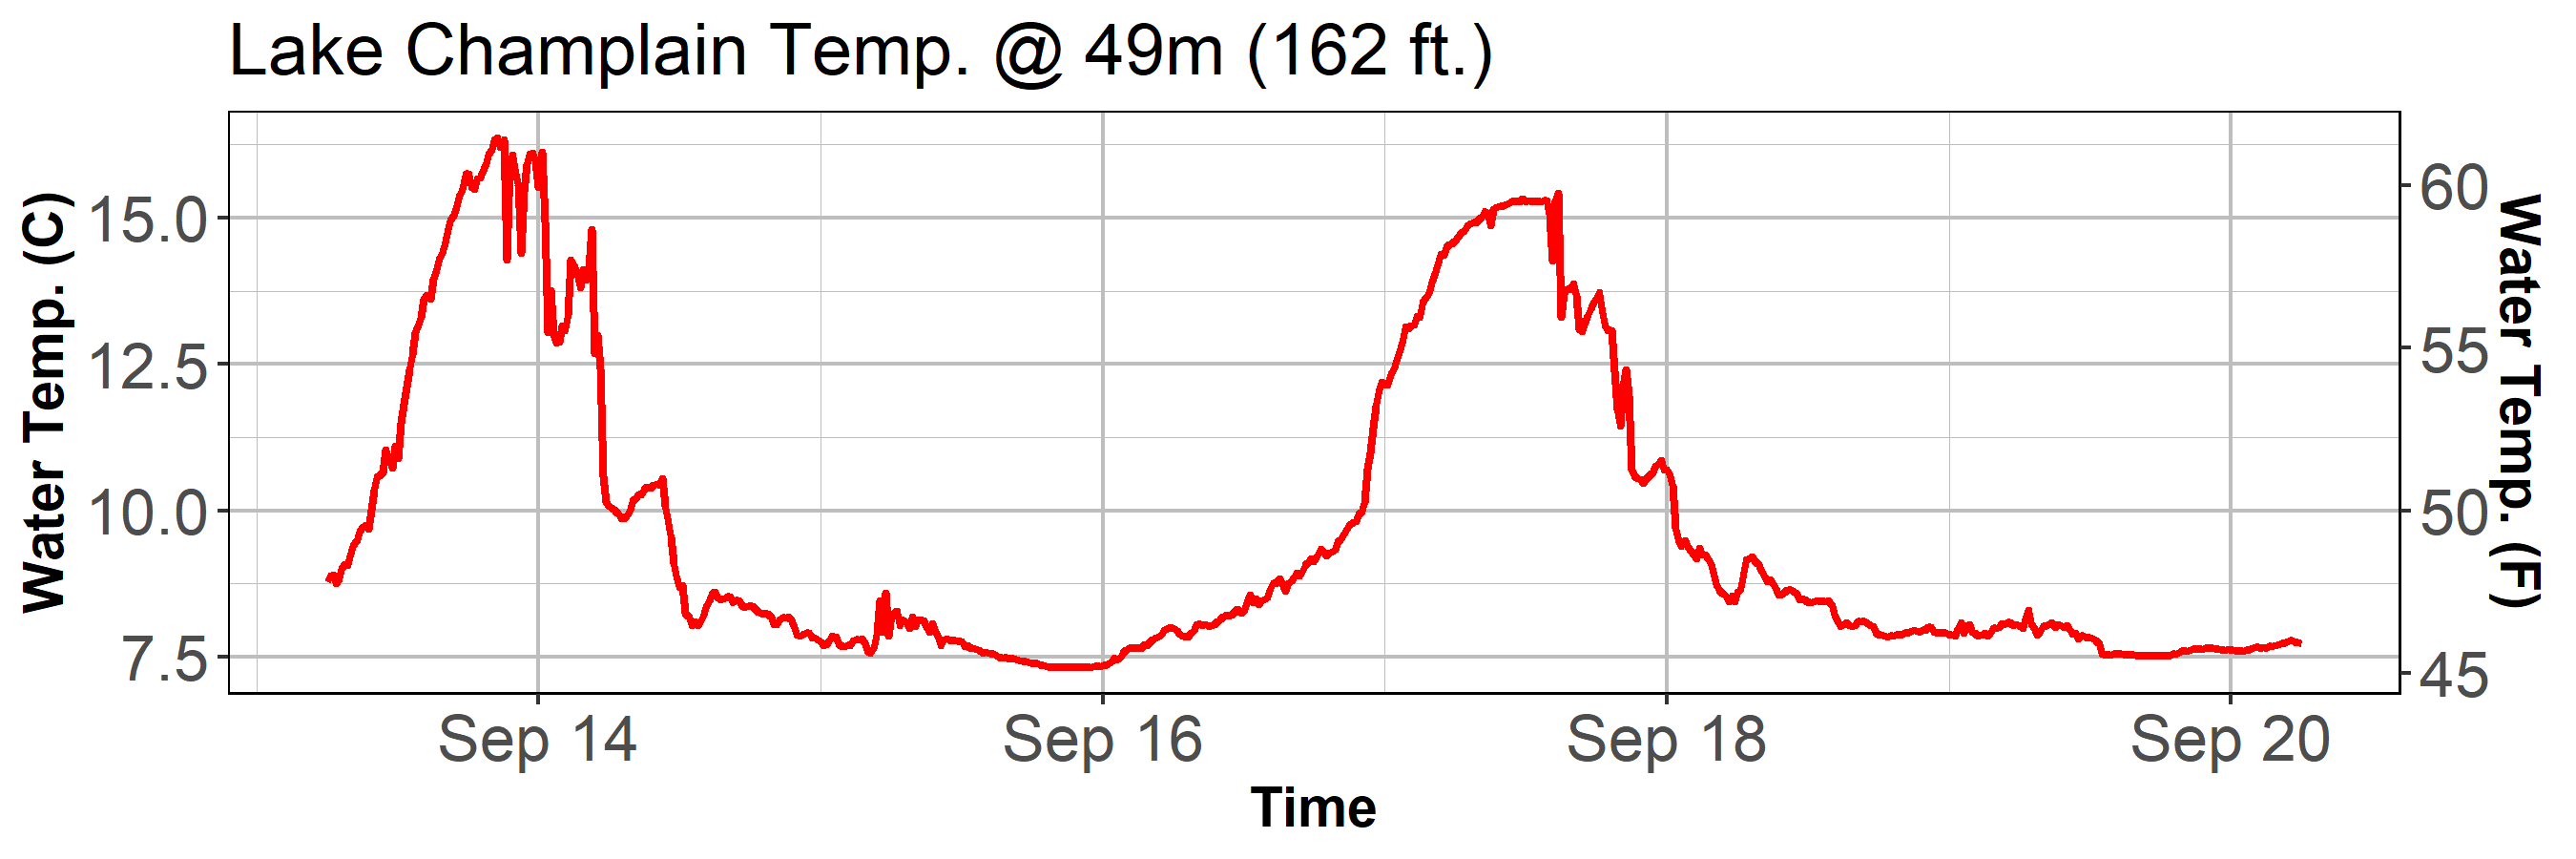 Lake Champlain Temp. @ 49m (162 ft.)
Water Temp. (C)
15.0
12.5
10.0
7.5
60
55
50
45
Water Temp. (F)
Sep 14
Sep 16
Sep 18
Sep 20
Time